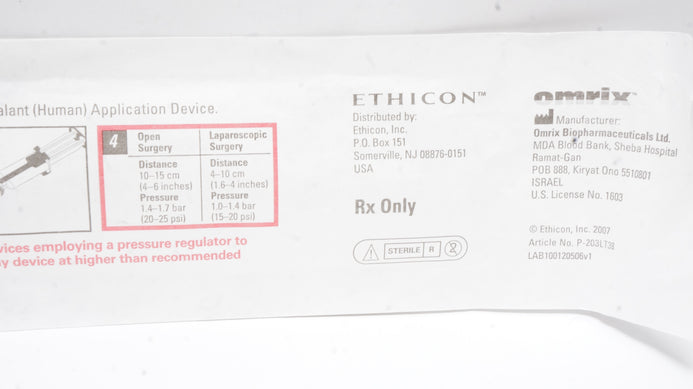 alant (Human) Application Device.
4
Open Surgery
Distance
10–15 cm
(4–6 inches)
Pressure
1.4–1.7 bar
(20–25 psi)
Laparoscopic Surgery
Distance
4–10 cm
(1.6–4 inches)
Pressure
1.0–1.4 bar
(15–20 psi)
vices employing a pressure regulator to
y device at higher than recommended
ETHICON™
Distributed by:
Ethicon, Inc.
P.O. Box 151
Somerville, NJ 08876-0151
USA
Rx Only
STERILE R
omrix™
Manufacturer:
Omrix Biopharmaceuticals Ltd.
MDA Blood Bank, Sheba Hospital
Ramat-Gan
POB 888, Kiryat Ono 5510801
ISRAEL
U.S. License No. 1603
© Ethicon, Inc. 2007
Article No. P-203LT38
LAB100120506v1